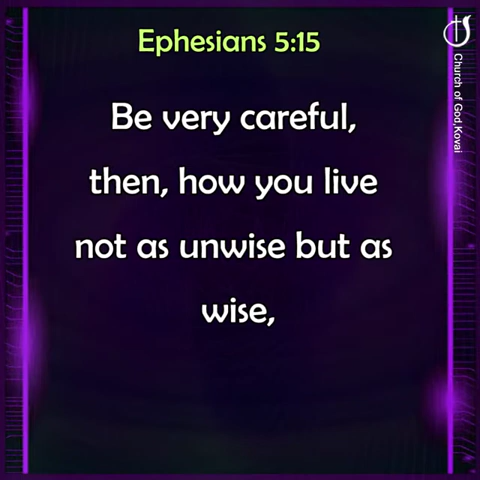 Ephesians 5:15
Be very careful,
then, how you live
not as unwise but as
wise,
Church of God,Kovai